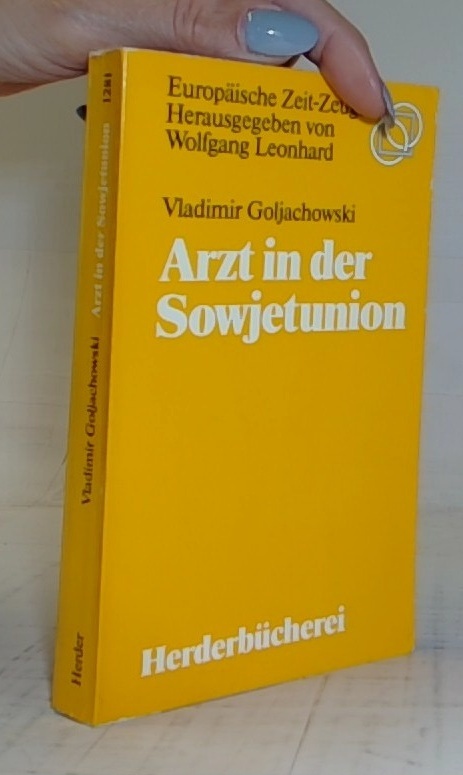 Europäische Zeit-Zeug
Herausgegeben von
Wolfgang Leonhard
Vladimir Goljachowski
Arzt in der
Sowjetunion
Herderbücherei
Herder Vladimir Goljachowski Arzt in der Sowjetunion 1281